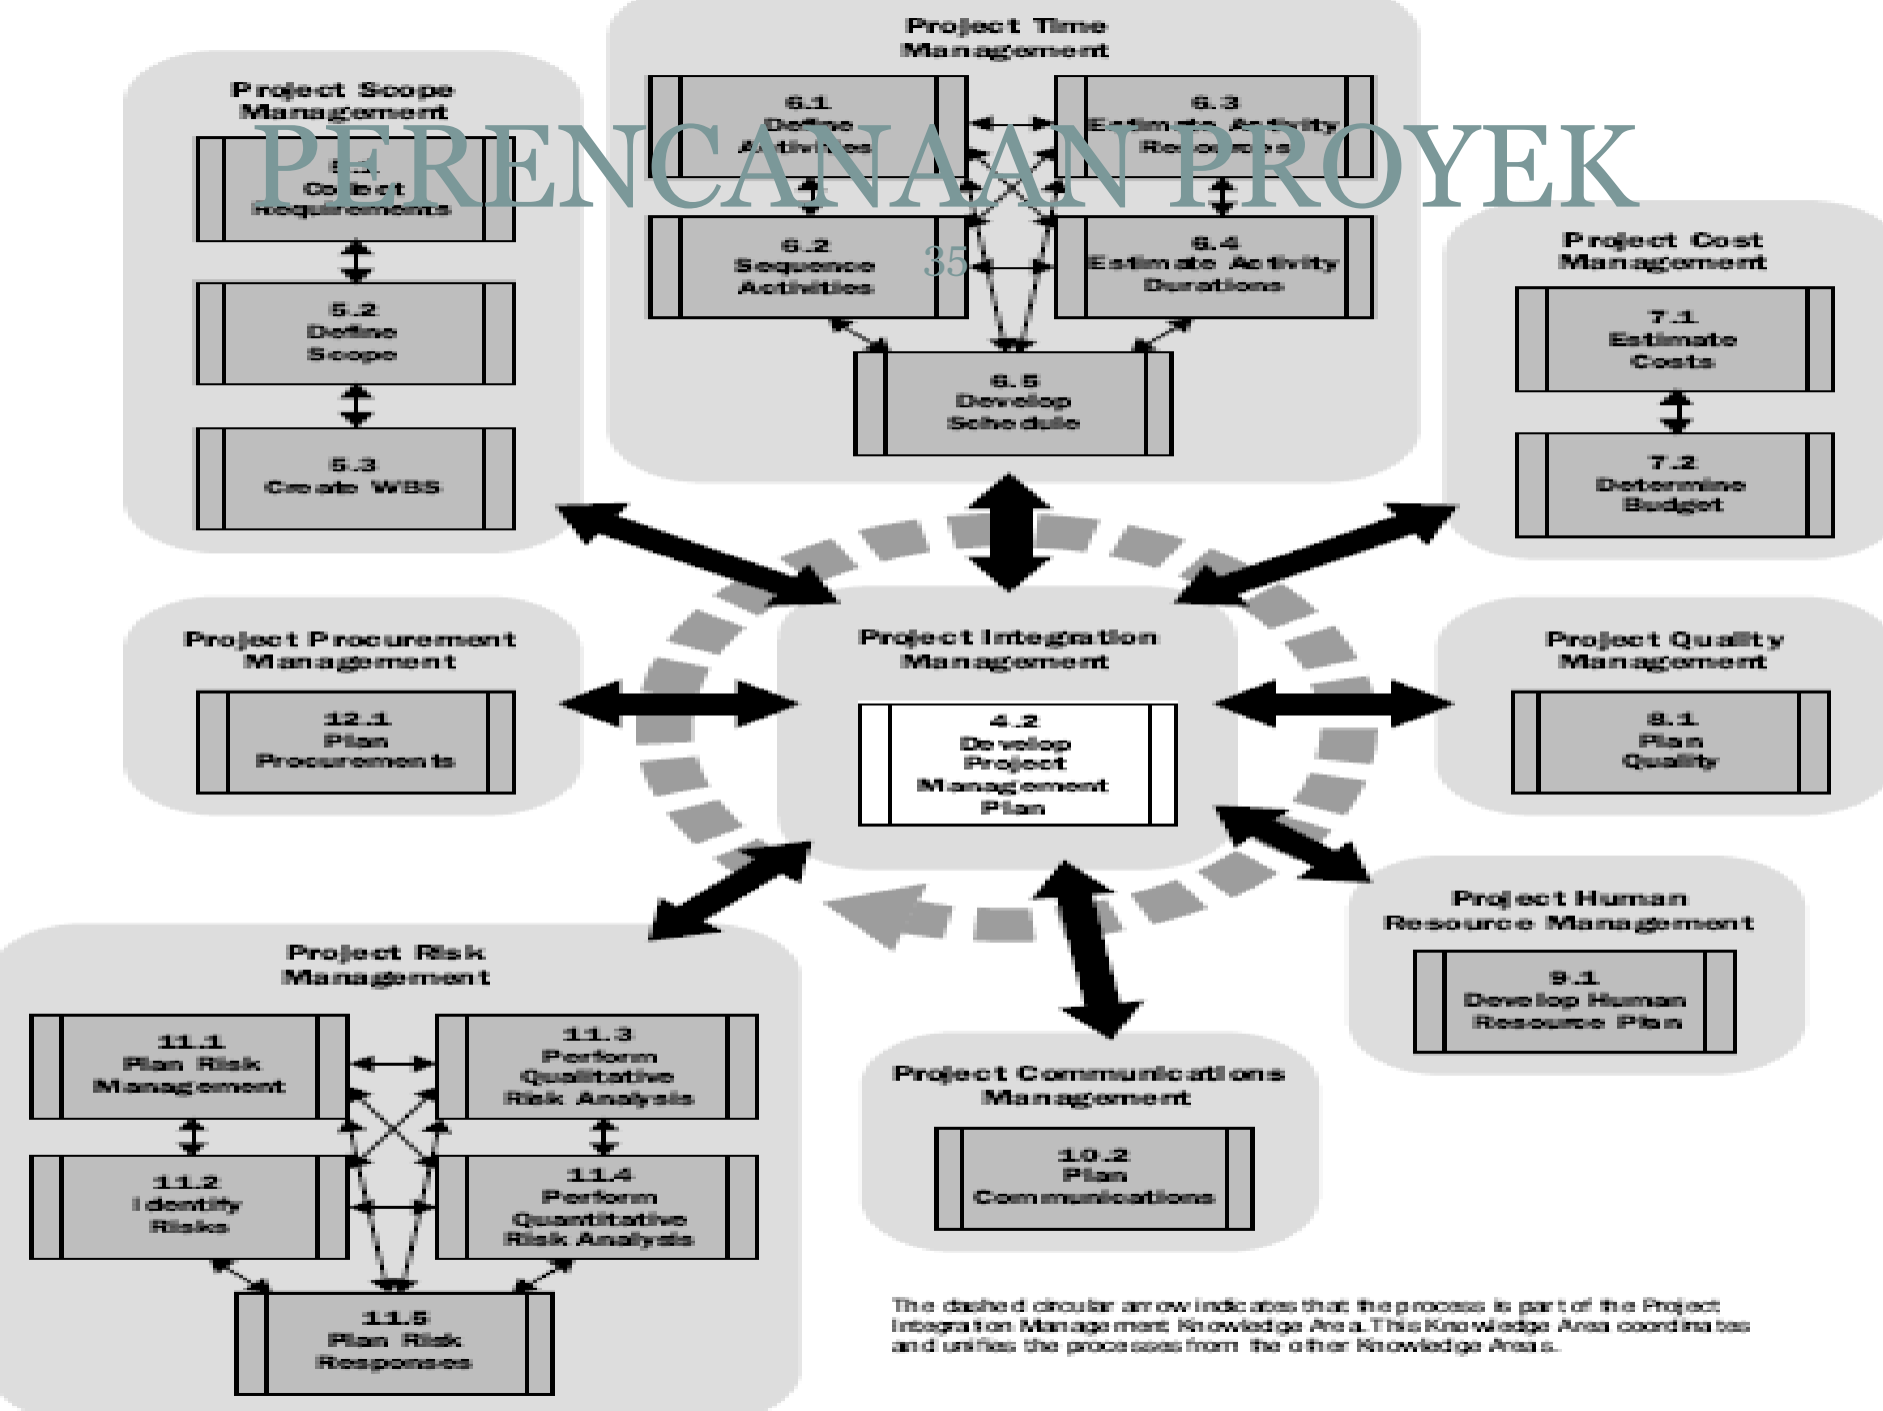 PERENCANAAN PROYEK
35
Project Scope
Management
5.1
Collect
Requirements
5.2
Define
Scope
5.3
Create WBS
Project Time
Management
6.1
Define
Activities
6.3
Estimate Activity
Resources
6.2
Sequence
Activities
6.4
Estimate Activity
Durations
6.5
Develop
Schedule
Project Cost
Management
7.1
Estimate
Costs
7.2
Determine
Budget
Project Procurement
Management
12.1
Plan
Procurements
Project Integration
Management
4.2
Develop
Project
Management
Plan
Project Quality
Management
8.1
Plan
Quality
Project Human
Resource Management
9.1
Develop Human
Resource Plan
Project Risk
Management
11.1
Plan Risk
Management
11.3
Perform
Qualitative
Risk Analysis
11.2
Identify
Risks
11.4
Perform
Quantitative
Risk Analysis
11.5
Plan Risk
Responses
Project Communications
Management
10.2
Plan
Communications
The dashed circular arrow indicates that the process is part of the Project
Integration Management Knowledge Area. This Knowledge Area coordinates
and unifies the processes from the other Knowledge Areas.